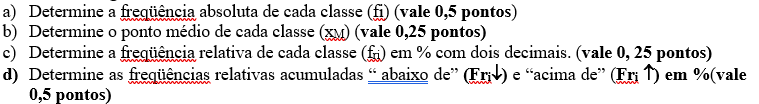 a) Determine a freqüência absoluta de cada classe (fi) (vale 0,5 pontos)
b) Determine o ponto médio de cada classe (xM) (vale 0,25 pontos)
c) Determine a freqüência relativa de cada classe (fri) em % com dois decimais. (vale 0, 25 pontos)
d) Determine as freqüências relativas acumuladas “ abaixo de” (Fri↓) e “acima de” (Fri ↑) em %(vale
0,5 pontos)